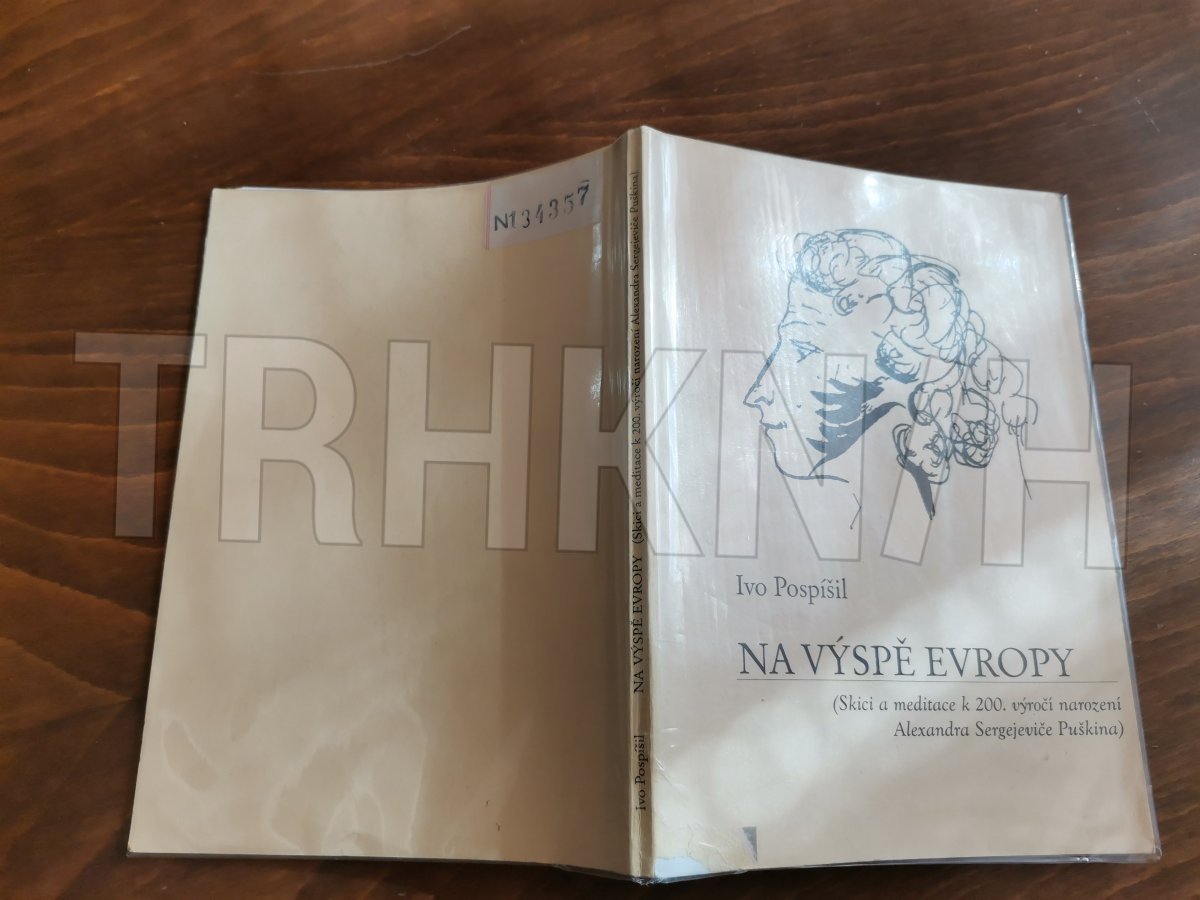 N134357
Ivo Pospíšil NA VÝSPĚ EVROPY (Skici a meditace k 200. výročí narození Alexandra Sergejeviče Puškina)
Ivo Pospíšil
NA VÝSPĚ EVROPY
(Skici a meditace k 200. výročí narození
Alexandra Sergejeviče Puškina)
TRHKNIH